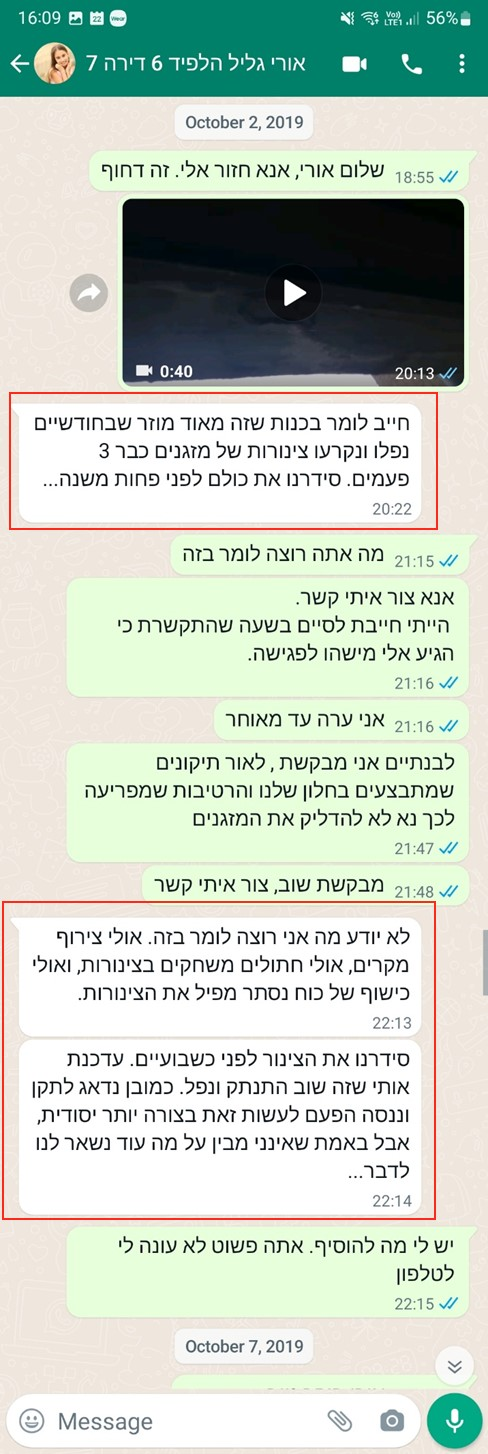 16:09 22 Wear Vo) LTE1 56%
אורי גליל הלפיד 6 דירה 7
October 2, 2019
שלום אורי, אנא חזור אלי. זה דחוף
18:55
0:40 20:13
חייב לומר בכנות שזה מאוד מוזר שבחודשיים
נפלו ונקרעו צינורות של מזגנים כבר 3
פעמים. סידרנו את כולם לפני פחות משנה...
20:22
מה אתה רוצה לומר בזה
21:15
אנא צור איתי קשר.
הייתי חייבת לסיים בשעה שהתקשרת כי
הגיע אלי מישהו לפגישה.
21:16
אני ערה עד מאוחר
21:16
לבנתיים אני מבקשת , לאור תיקונים
שמתבצעים בחלון שלנו והרטיבות שמפריעה
לכך נא לא להדליק את המזגנים
21:47
מבקשת שוב, צור איתי קשר
21:48
לא יודע מה אני רוצה לומר בזה. אולי צירוף
מקרים, אולי חתולים משחקים בצינורות, ואולי
כישוף של כוח נסתר מפיל את הצינורות.
22:13
סידרנו את הצינור לפני כשבועיים. עדכנת
אותי שזה שוב התנתק ונפל. כמובן נדאג לתקן
וננסה הפעם לעשות זאת בצורה יותר יסודית,
אבל באמת שאינני מבין על מה עוד נשאר לנו
לדבר...
22:14
יש לי מה להוסיף. אתה פשוט לא עונה לי
לטלפון
22:15
October 7, 2019
Message